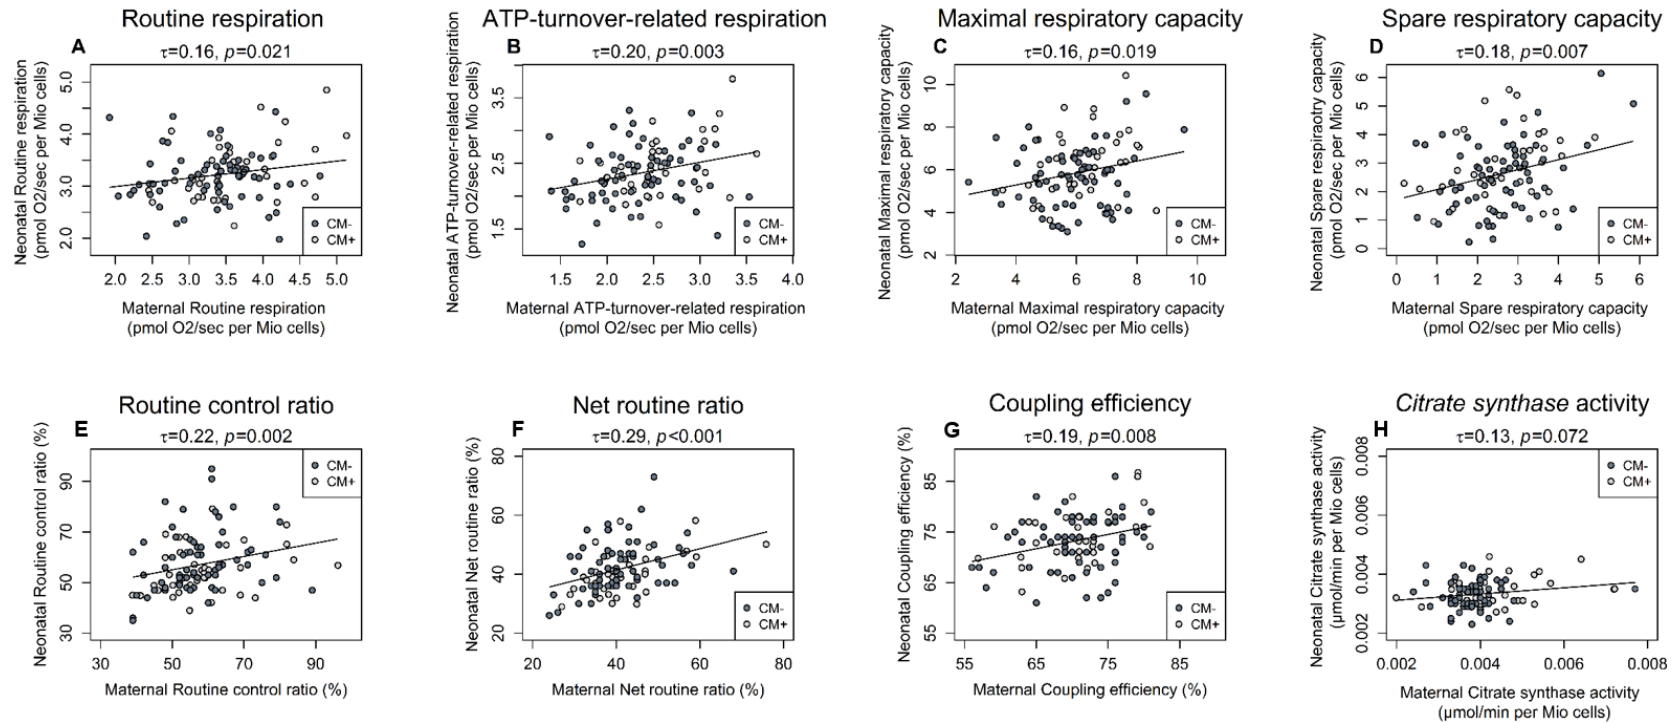 Routine respiration
A
τ=0.16, p=0.021
Neonatal Routine respiration
(pmol O2/sec per Mio cells)
5.0
4.0
3.0
2.0
CM-
CM+
2.0 2.5 3.0 3.5 4.0 4.5 5.0
Maternal Routine respiration
(pmol O2/sec per Mio cells)
ATP-turnover-related respiration
B
τ=0.20, p=0.003
Neonatal ATP-turnover-related respiration
(pmol O2/sec per Mio cells)
3.5
2.5
1.5
CM-
CM+
1.5 2.0 2.5 3.0 3.5 4.0
Maternal ATP-turnover-related respiration
(pmol O2/sec per Mio cells)
Maximal respiratory capacity
C
τ=0.16, p=0.019
Neonatal Maximal respiratory capacity
(pmol O2/sec per Mio cells)
10
8
6
4
2
CM-
CM+
2 4 6 8 10
Maternal Maximal respiratory capacity
(pmol O2/sec per Mio cells)
Spare respiratory capacity
D
τ=0.18, p=0.007
Neonatal Spare respiraotry capacity
(pmol O2/sec per Mio cells)
6
5
4
3
2
1
0
CM-
CM+
0 1 2 3 4 5 6
Maternal Spare respiratory capacity
(pmol O2/sec per Mio cells)
Routine control ratio
E
τ=0.22, p=0.002
Neonatal Routine control ratio (%)
90
70
50
30
CM-
CM+
30 50 70 90
Maternal Routine control ratio (%)
Net routine ratio
F
τ=0.29, p<0.001
Neonatal Net routine ratio (%)
80
60
40
20
CM-
CM+
20 40 60 80
Maternal Net routine ratio (%)
Coupling efficiency
G
τ=0.19, p=0.008
Neonatal Coupling efficiency (%)
85
75
65
55
CM-
CM+
55 65 75 85
Maternal Coupling efficiency (%)
Citrate synthase activity
H
τ=0.13, p=0.072
Neonatal Citrate synthase activity
(µmol/min per Mio cells)
0.008
0.006
0.004
0.002
CM-
CM+
0.002 0.004 0.006 0.008
Maternal Citrate synthase activity
(µmol/min per Mio cells)